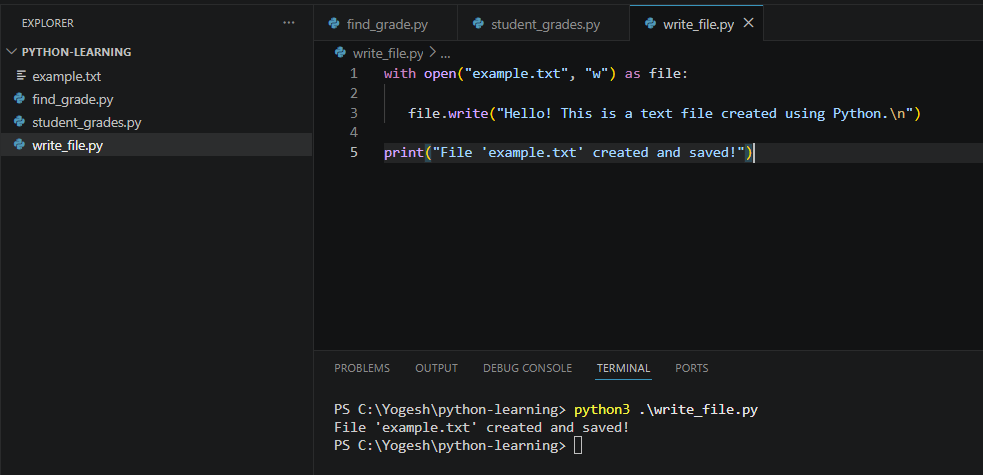 EXPLORER
PYTHON-LEARNING
example.txt
find_grade.py
student_grades.py
write_file.py
find_grade.py
student_grades.py
write_file.py
write_file.py > ...
1 with open("example.txt", "w") as file:
2
3 file.write("Hello! This is a text file created using Python.\n")
4
5 print("File 'example.txt' created and saved!")
PROBLEMS OUTPUT DEBUG CONSOLE TERMINAL PORTS
PS C:\Yogesh\python-learning> python3 .\write_file.py
File 'example.txt' created and saved!
PS C:\Yogesh\python-learning>